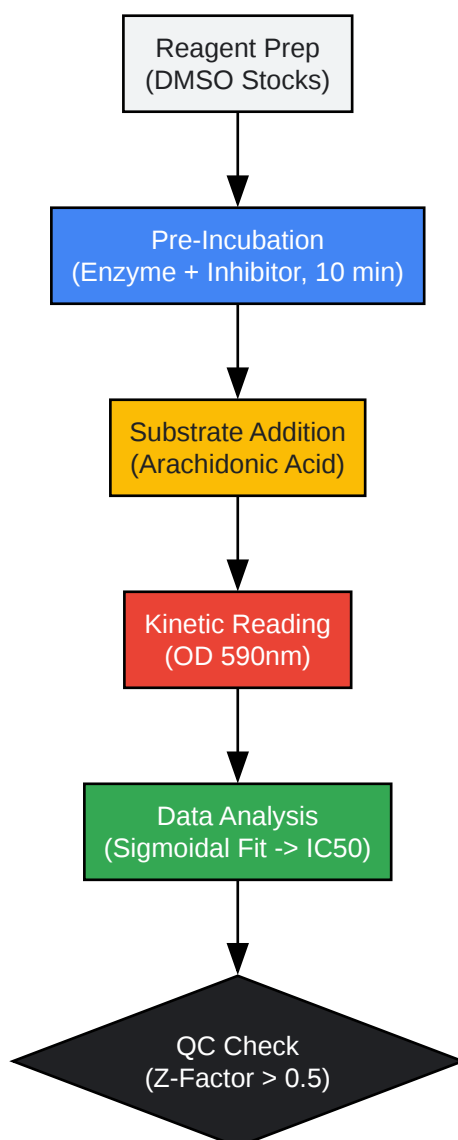 Reagent Prep
(DMSO Stocks)
Pre-Incubation
(Enzyme + Inhibitor, 10 min)
Substrate Addition
(Arachidonic Acid)
Kinetic Reading
(OD 590nm)
Data Analysis
(Sigmoidal Fit -> IC50)
QC Check
(Z-Factor > 0.5)